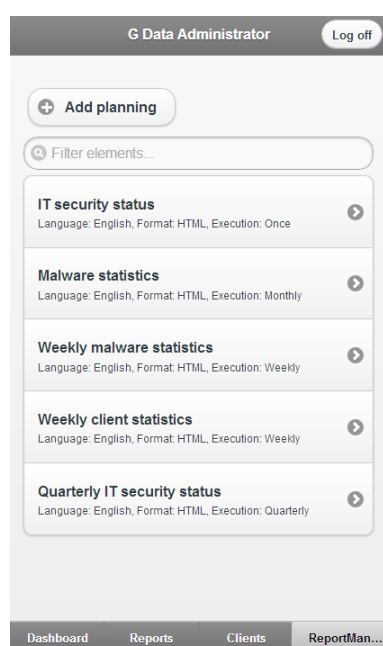 G Data Administrator
Log off
Add planning
Filter elements...
IT security status
Language: English, Format: HTML, Execution: Once
Malware statistics
Language: English, Format: HTML, Execution: Monthly
Weekly malware statistics
Language: English, Format: HTML, Execution: Weekly
Weekly client statistics
Language: English, Format: HTML, Execution: Weekly
Quarterly IT security status
Language: English, Format: HTML, Execution: Quarterly
Dashboard Reports Clients ReportMan...